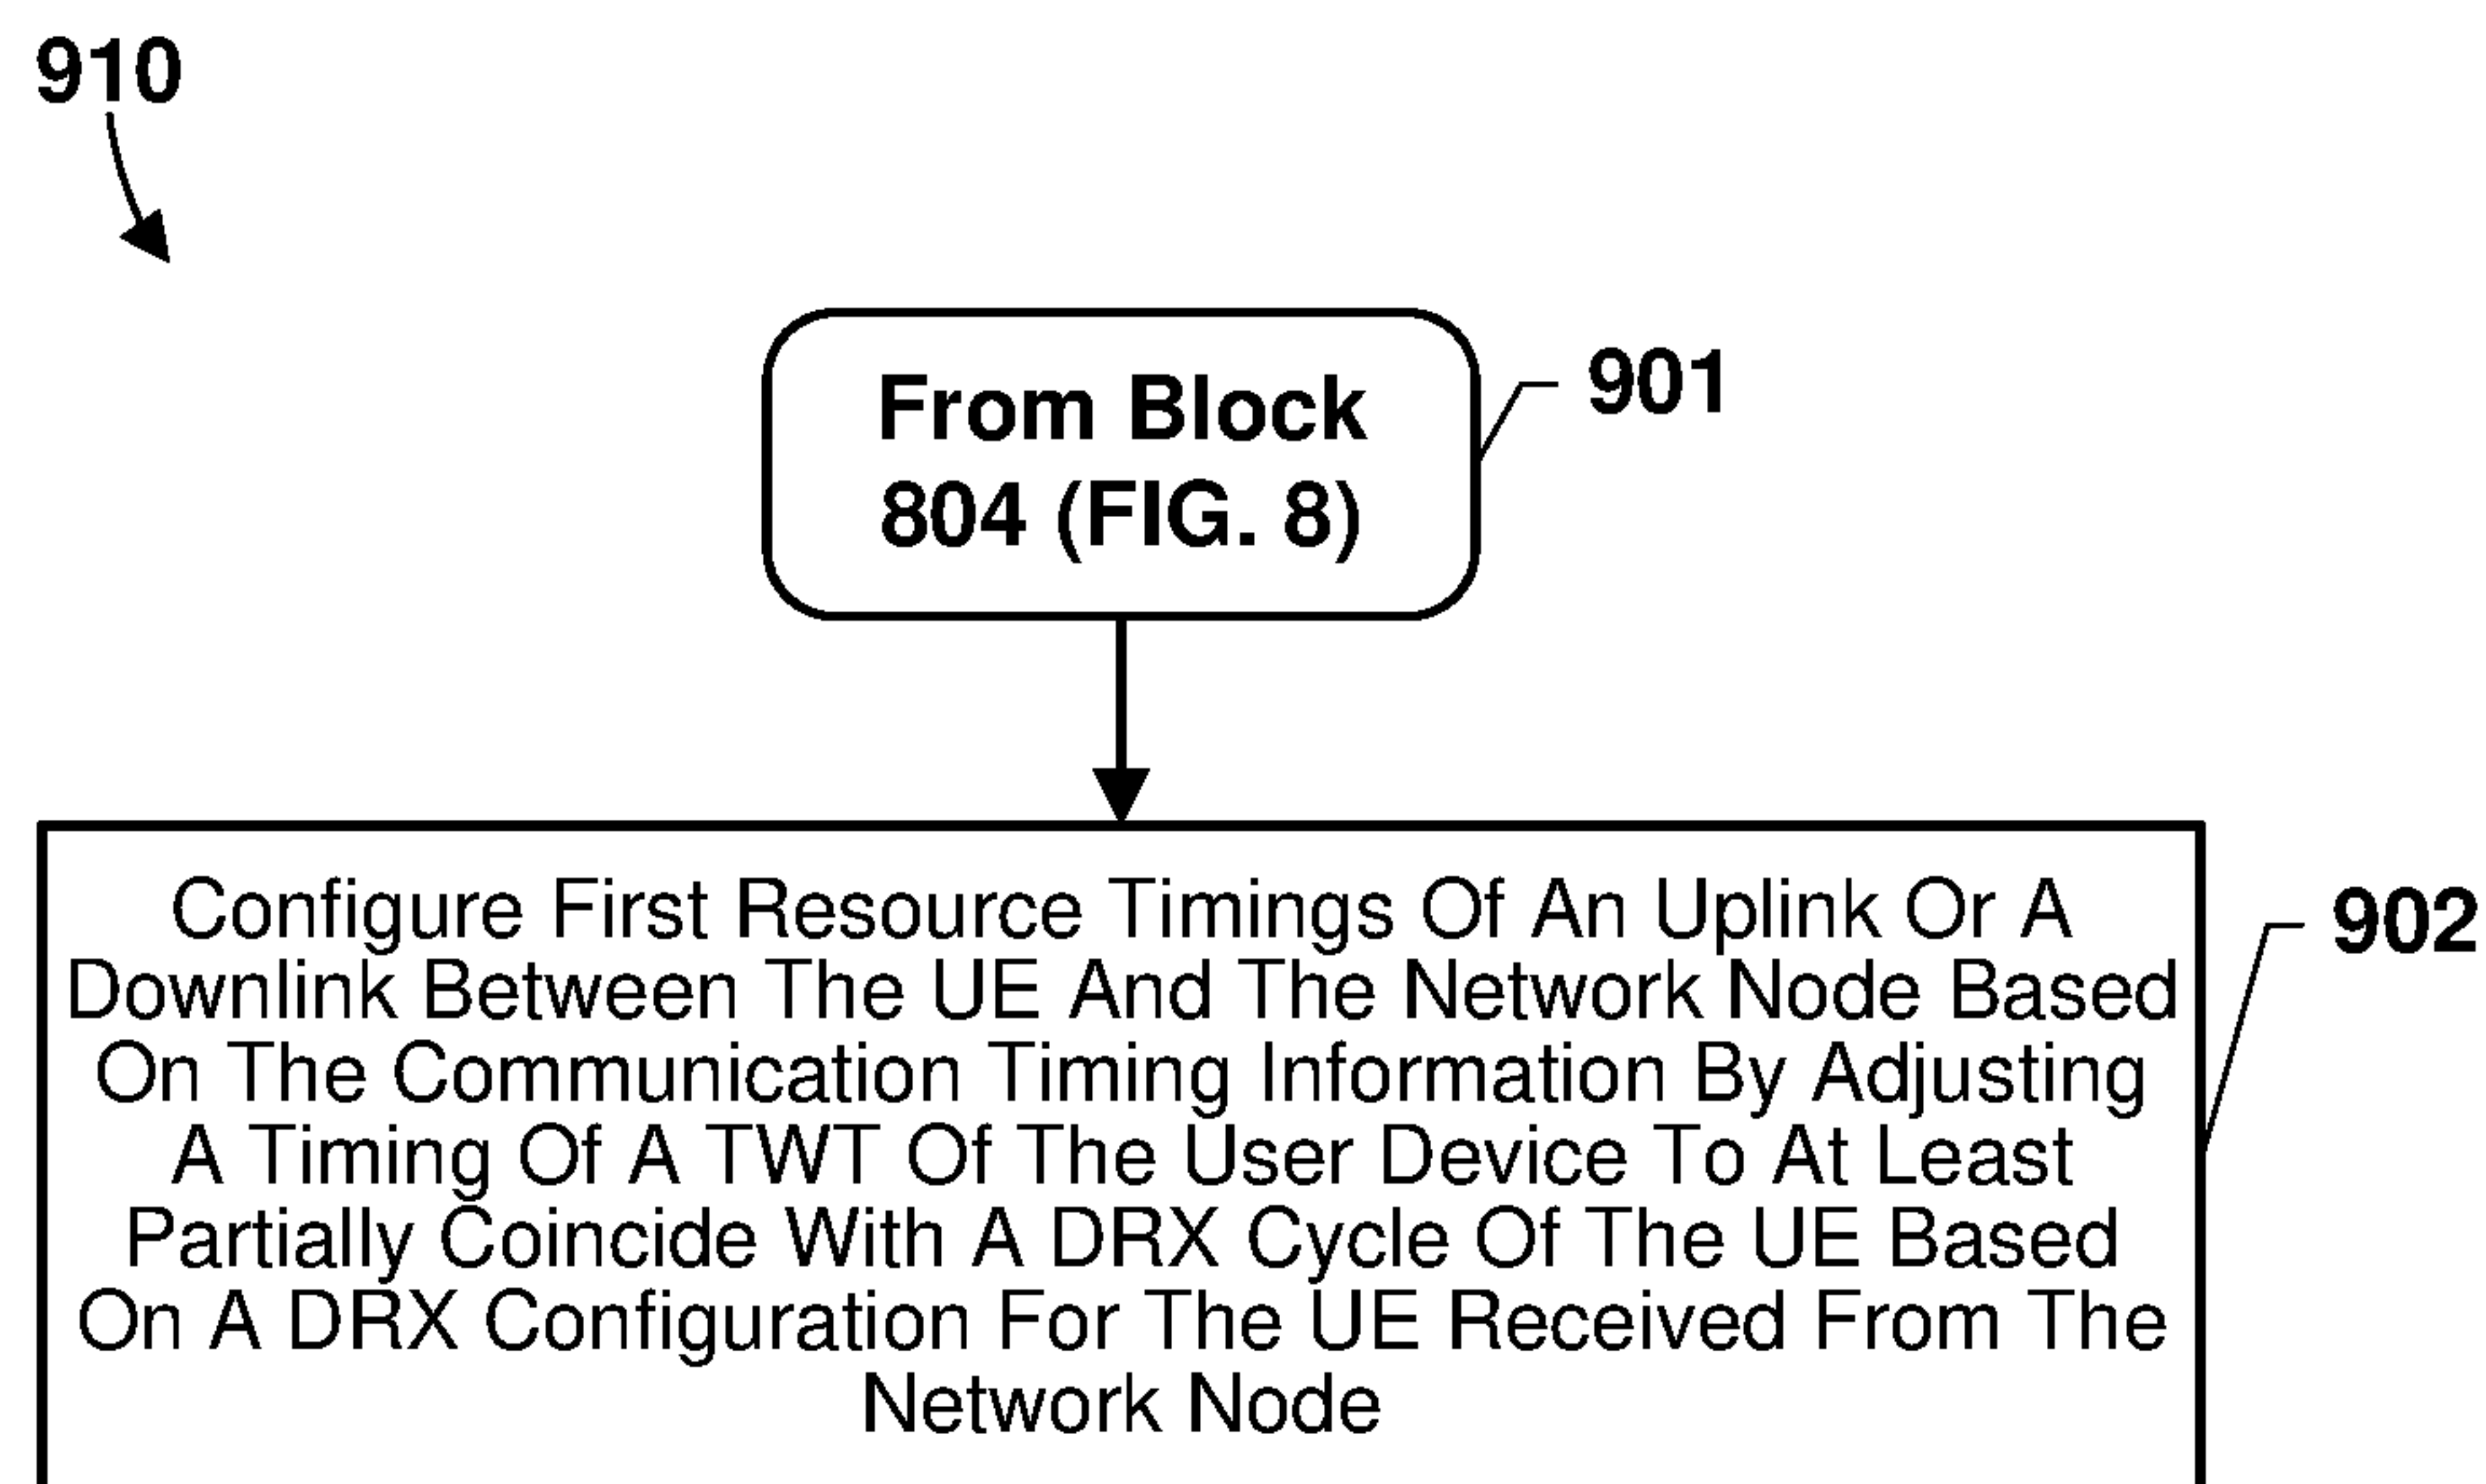 910
From Block
804 (FIG. 8)
901
Configure First Resource Timings Of An Uplink Or A
Downlink Between The UE And The Network Node Based
On The Communication Timing Information By Adjusting
A Timing Of A TWT Of The User Device To At Least
Partially Coincide With A DRX Cycle Of The UE Based
On A DRX Configuration For The UE Received From The
Network Node
902